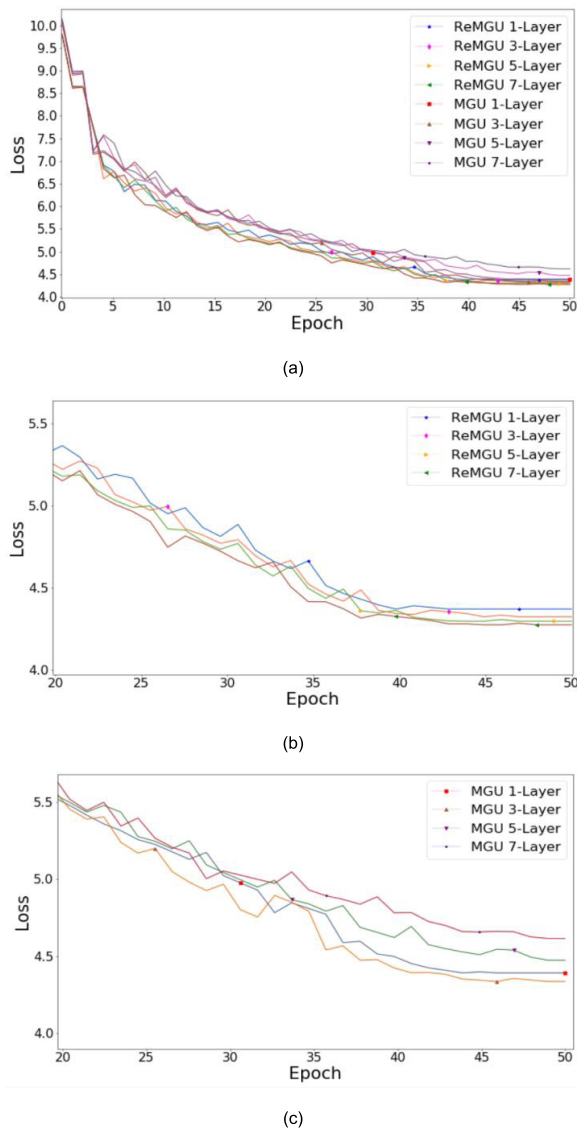 10.0
9.5
9.0
8.5
8.0
7.5
7.0
6.5
6.0
5.5
5.0
4.5
4.0
Loss
0 5 10 15 20 25 30 35 40 45 50
Epoch
ReMGU 1-Layer
ReMGU 3-Layer
ReMGU 5-Layer
ReMGU 7-Layer
MGU 1-Layer
MGU 3-Layer
MGU 5-Layer
MGU 7-Layer
(a)
5.5
5.0
4.5
4.0
Loss
20 25 30 35 40 45 50
Epoch
ReMGU 1-Layer
ReMGU 3-Layer
ReMGU 5-Layer
ReMGU 7-Layer
(b)
5.5
5.0
4.5
4.0
Loss
20 25 30 35 40 45 50
Epoch
MGU 1-Layer
MGU 3-Layer
MGU 5-Layer
MGU 7-Layer
(c)